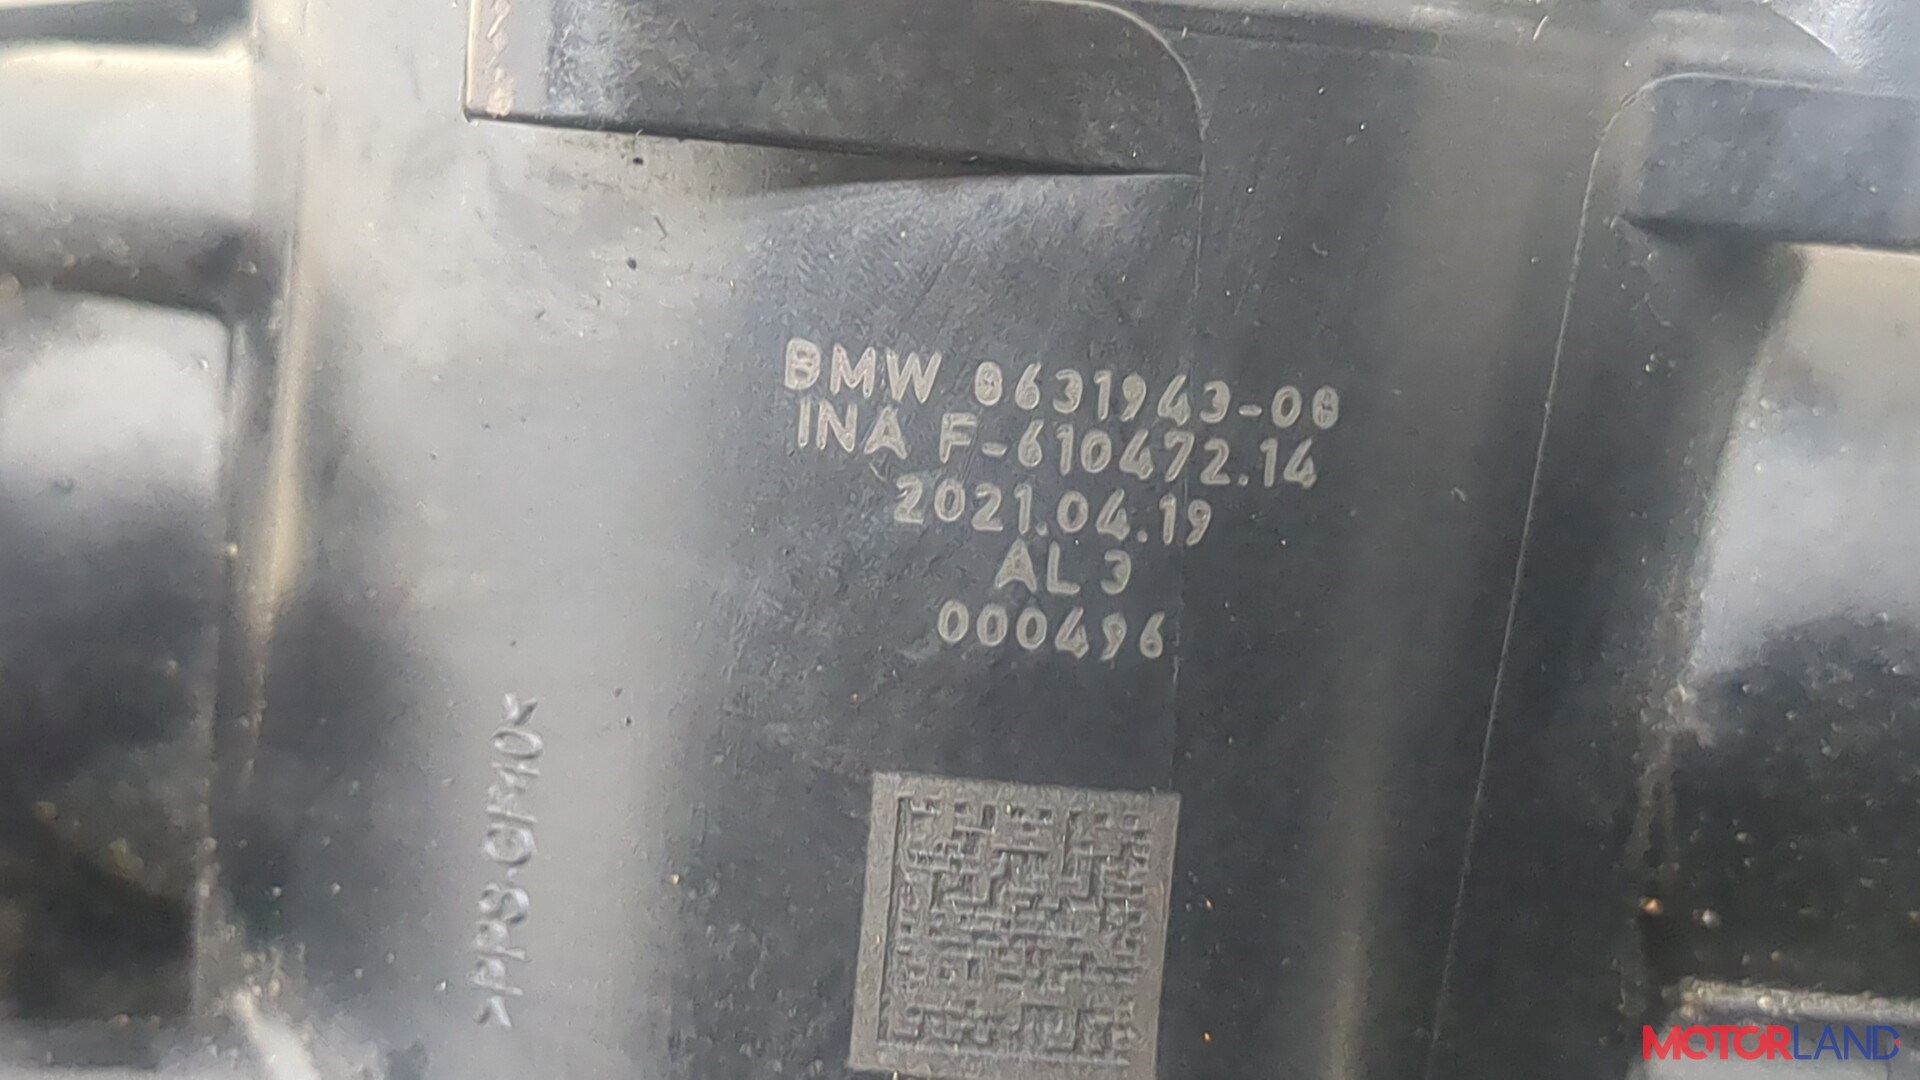 BMW 8631943-08
INA F-610472.14
2021.04.19
AL 3
000496
>PPS-GF40<
MOTORLAND